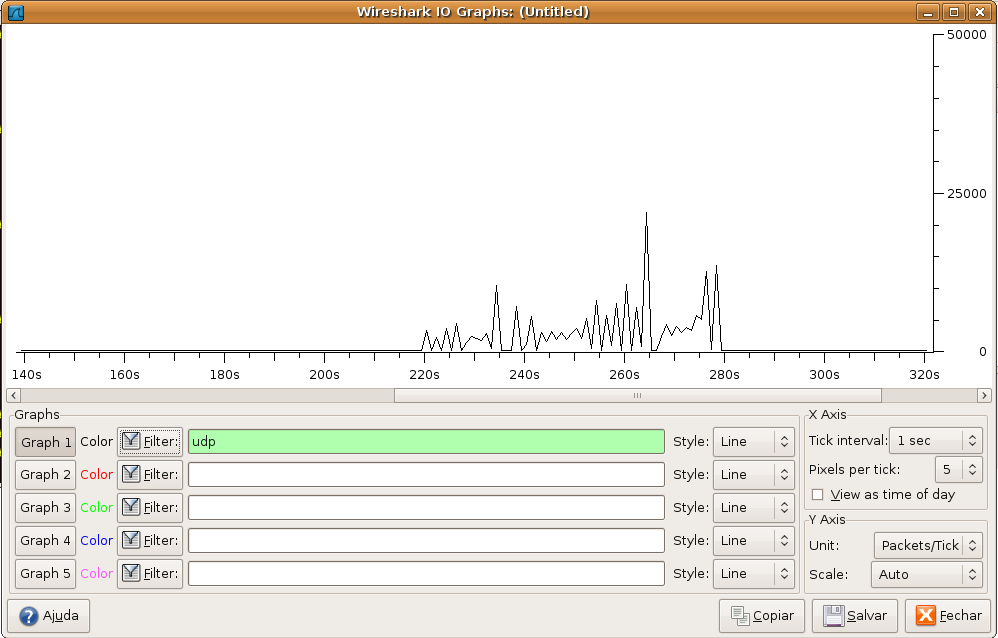 Wireshark IO Graphs: (Untitled)
50000
25000
0
140s 160s 180s 200s 220s 240s 260s 280s 300s 320s
Graphs
Graph 1 Color Filter: udp Style: Line
Graph 2 Color Filter: Style: Line
Graph 3 Color Filter: Style: Line
Graph 4 Color Filter: Style: Line
Graph 5 Color Filter: Style: Line
X Axis
Tick interval: 1 sec
Pixels per tick: 5
View as time of day
Y Axis
Unit: Packets/Tick
Scale: Auto
Ajuda Copiar Salvar Fechar